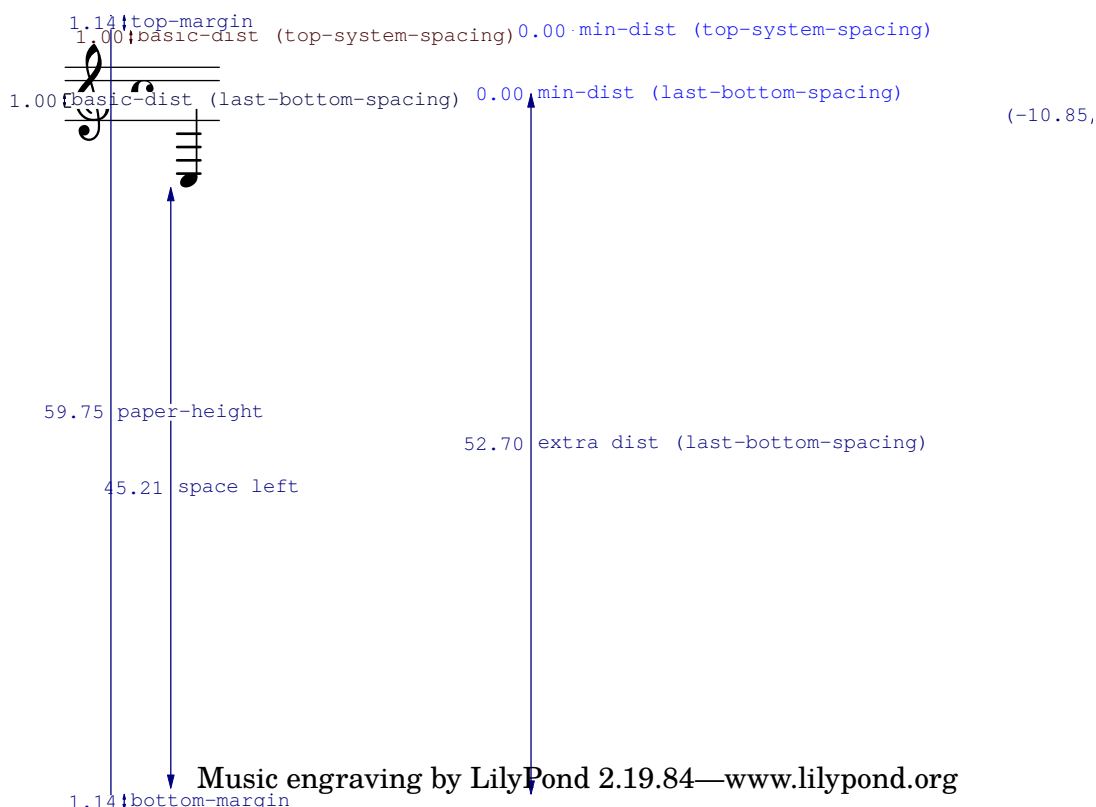 1.14 top-margin
1.00 basic-dist (top-system-spacing) 0.00 min-dist (top-system-spacing)
1.00 basic-dist (last-bottom-spacing) 0.00 min-dist (last-bottom-spacing)
(-10.85,
59.75 paper-height
52.70 extra dist (last-bottom-spacing)
45.21 space left
Music engraving by LilyPond 2.19.84—www.lilypond.org
1.14 bottom-margin